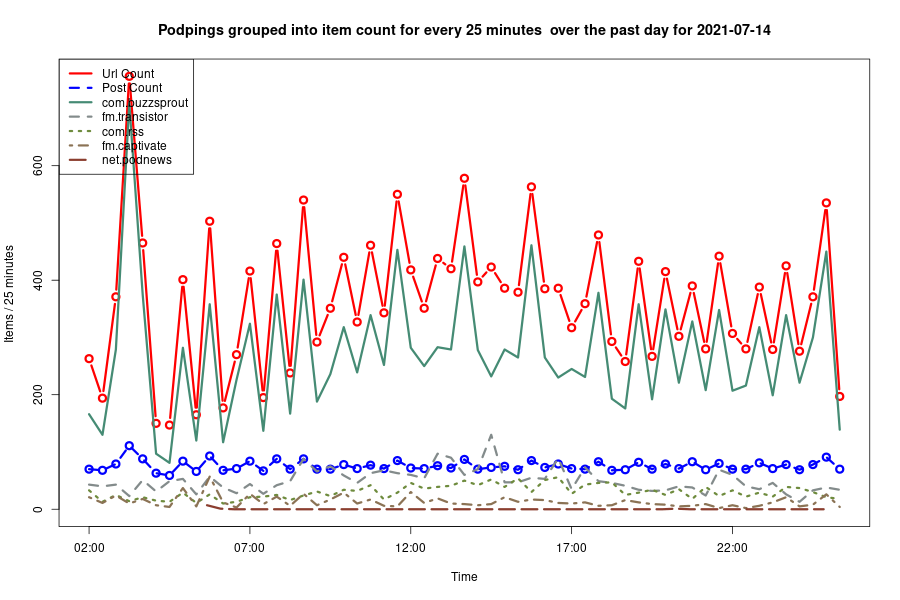 Podpings grouped into item count for every 25 minutes  over the past day for 2021-07-14
Url Count
Post Count
com.buzzsprout
fm.transistor
com.rss
fm.captivate
net.podnews
Items / 25 minutes
600
400
200
0
02:00
07:00
12:00
17:00
22:00
Time